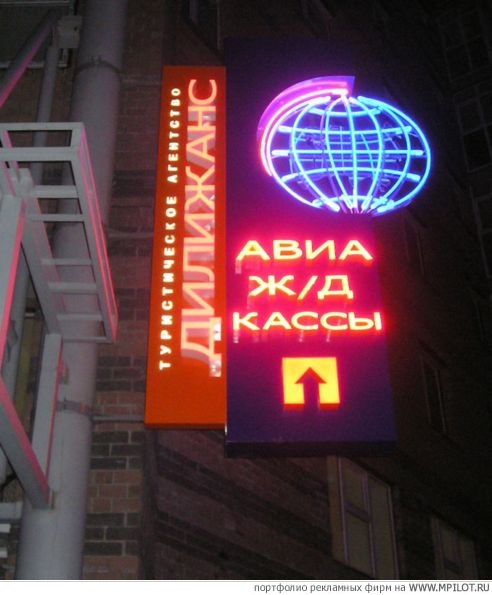 ТУРИСТИЧЕСКОЕ АГЕНТСТВО
ДИЛИЖАНС
АВИА
Ж/Д
КАССЫ
портфолио рекламных фирм на WWW.MPILOT.RU